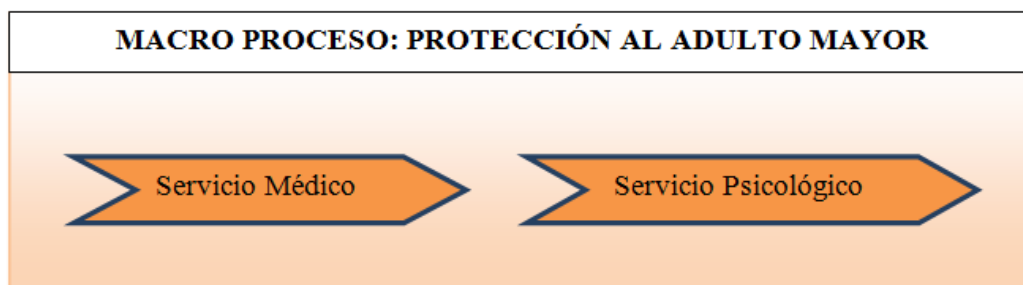 MACRO PROCESO: PROTECCIÓN AL ADULTO MAYOR
Servicio Médico
Servicio Psicológico